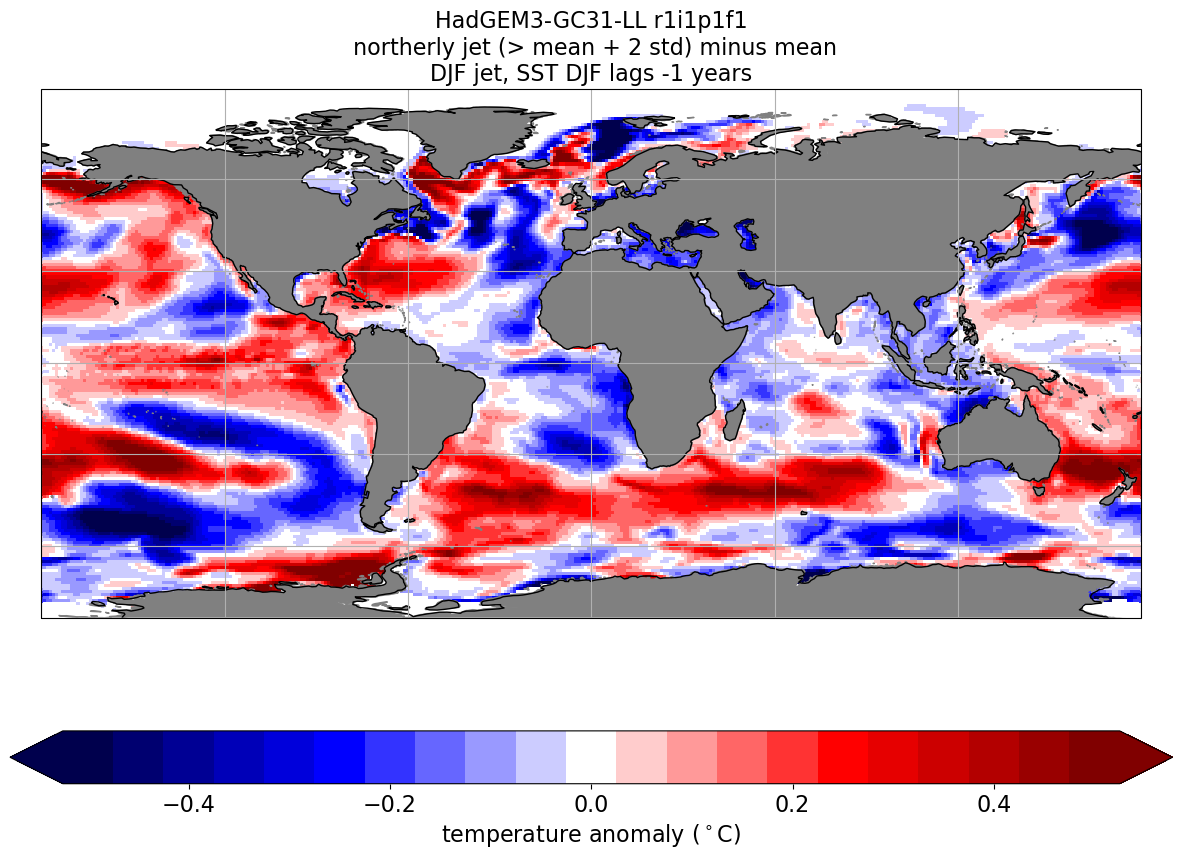 HadGEM3-GC31-LL r1i1p1f1
northerly jet (> mean + 2 std) minus mean
DJF jet, SST DJF lags -1 years
−0.4 −0.2 0.0 0.2 0.4
temperature anomaly (°C)